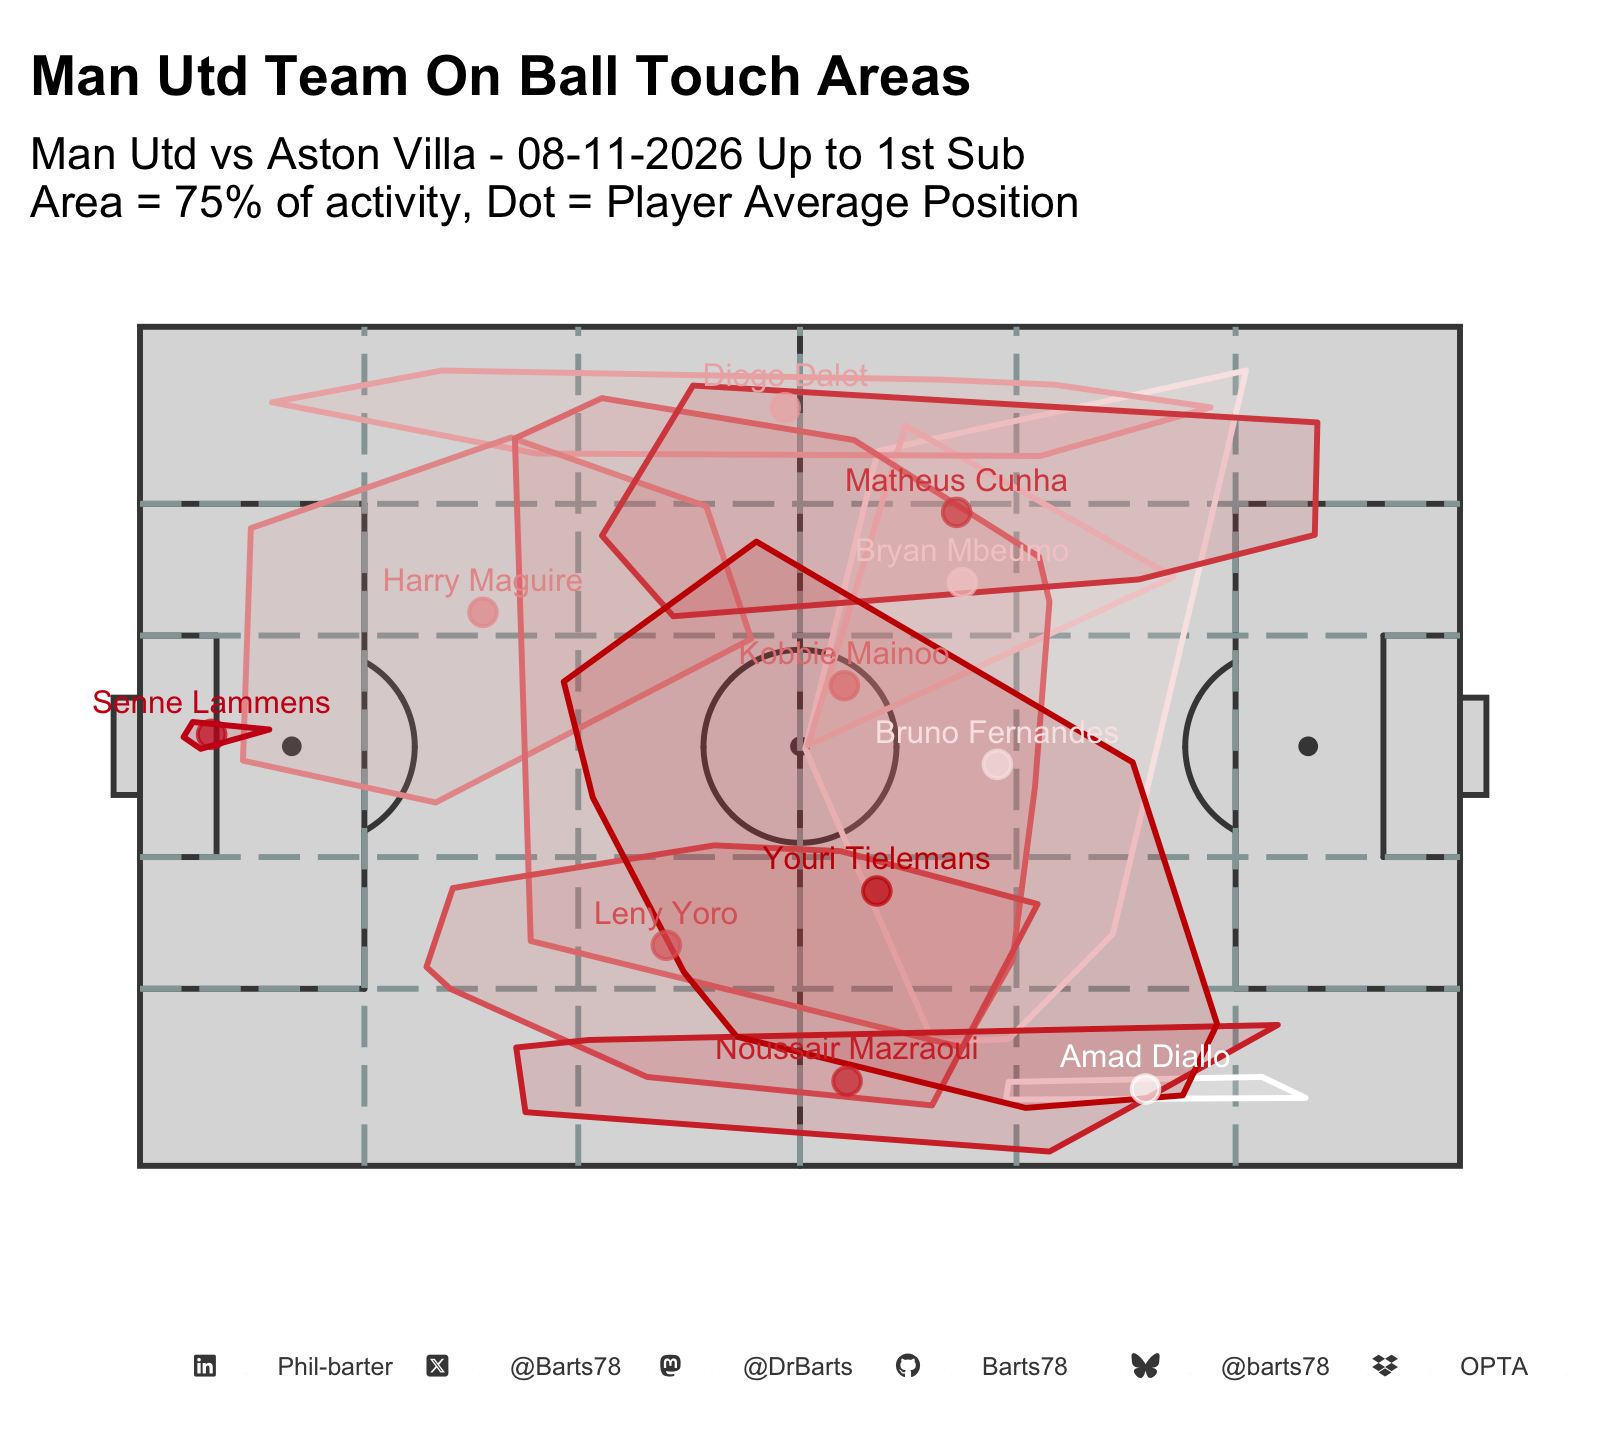 Man Utd Team On Ball Touch Areas
Man Utd vs Aston Villa - 08-11-2026 Up to 1st Sub
Area = 75% of activity, Dot = Player Average Position
Diogo Dalot
Matheus Cunha
Bryan Mbeumo
Harry Maguire
Kobbie Mainoo
Senne Lammens
Bruno Fernandes
Youri Tielemans
Leny Yoro
Noussair Mazraoui
Amad Diallo
Phil-barter @Barts78 @DrBarts Barts78 @barts78 OPTA